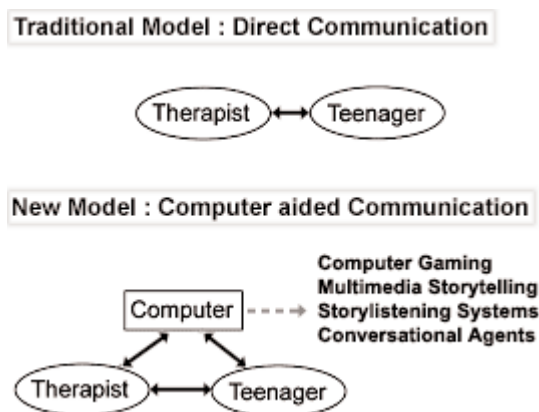 Traditional Model : Direct Communication
Therapist Teenager
New Model : Computer aided Communication
Computer Gaming
Multimedia Storytelling
Computer Storylistening Systems
Conversational Agents
Therapist Teenager